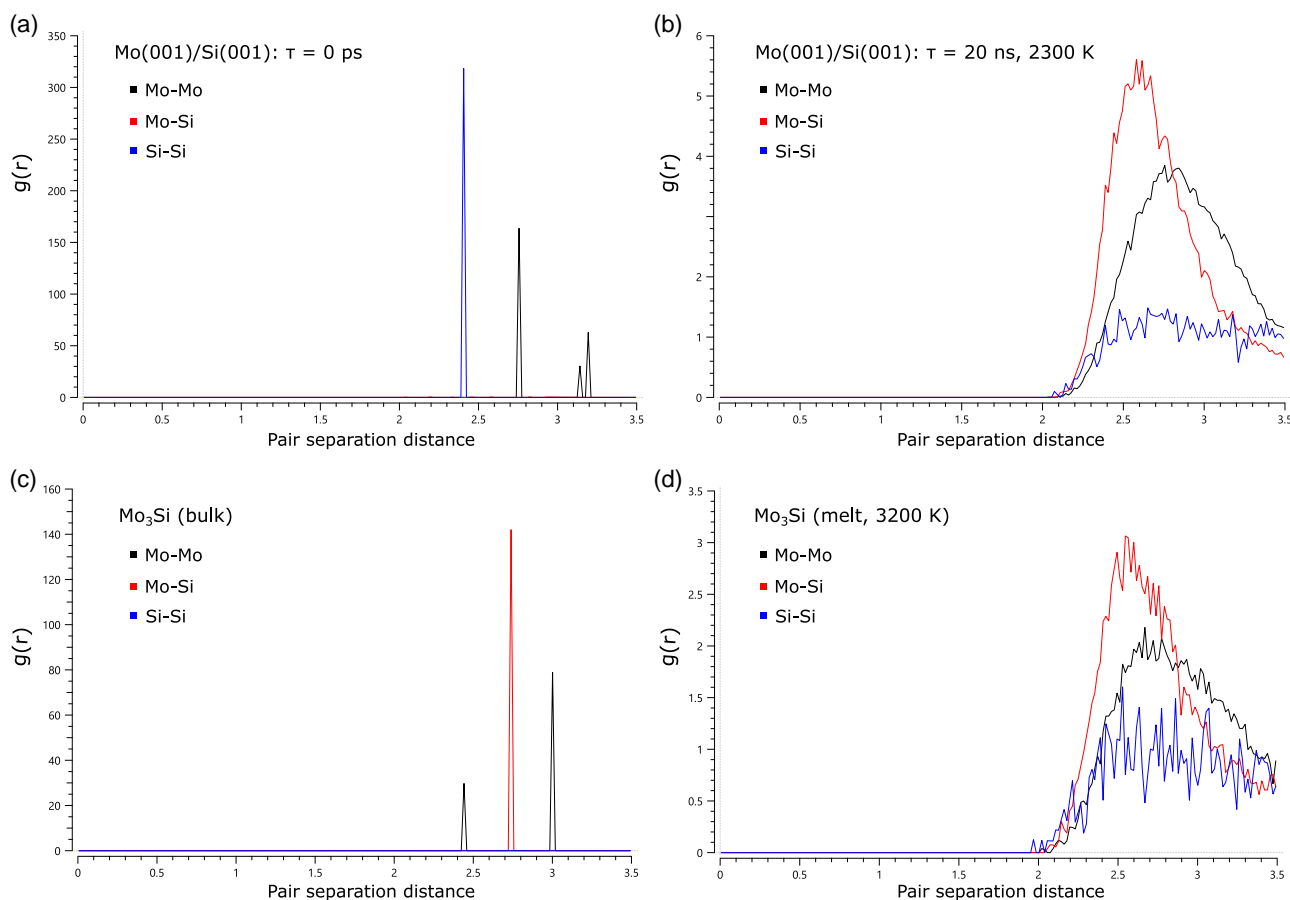 (a)
Mo(001)/Si(001): τ = 0 ps
Mo-Mo
Mo-Si
Si-Si
g(r)
350
300
250
200
150
100
50
0
0 0.5 1 1.5 2 2.5 3 3.5
Pair separation distance
(b)
Mo(001)/Si(001): τ = 20 ns, 2300 K
Mo-Mo
Mo-Si
Si-Si
g(r)
6
5
4
2
1
0
0 1 2 2.5 3 3.5
Pair separation distance
(c)
Mo₃Si (bulk)
Mo-Mo
Mo-Si
Si-Si
g(r)
160
140
120
100
80
60
40
20
0
0 0.5 1 1.5 2 2.5 3 3.5
Pair separation distance
(d)
Mo₃Si (melt, 3200 K)
Mo-Mo
Mo-Si
Si-Si
g(r)
3.5
3
2.5
2
1.5
1
0.5
0
0 0.5 1 1.5 2 2.5 3 3.5
Pair separation distance